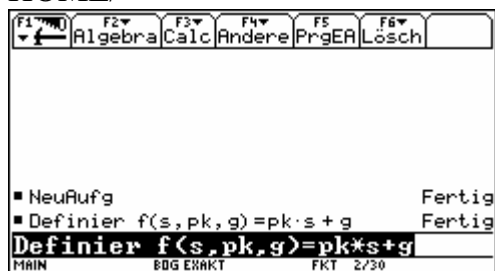 HOME/
F1 F2 F3 F4 F5 F6
Algebra Calc Andere PrgEA Lösch
▪ NeuAufg Fertig
▪ Definier f(s,pk,g)=pk·s + g Fertig
Definier f(s,pk,g)=pk*s+g
MAIN BOG EXAKT FKT 2/30